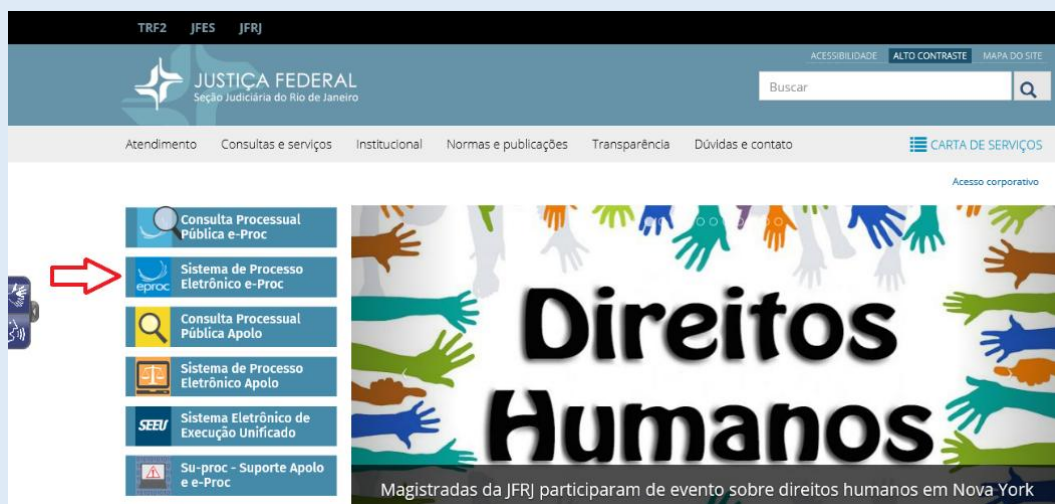 TRF2 JFES JFRJ
ACESSIBILIDADE ALTO CONTRASTE MAPA DO SITE
JUSTIÇA FEDERAL
Seção Judiciária do Rio de Janeiro
Buscar
Atendimento Consultas e serviços Institucional Normas e publicações Transparência Dúvidas e contato CARTA DE SERVIÇOS
Acesso corporativo
Consulta Processual
Pública e-Proc
eproc
Sistema de Processo
Eletrônico e-Proc
Consulta Processual
Pública Apolo
Sistema de Processo
Eletrônico Apolo
SEEU
Sistema Eletrônico de
Execução Unificado
Su-proc - Suporte Apolo
e e-Proc
Direitos
Humanos
Magistradas da JFRJ participaram de evento sobre direitos humanos em Nova York